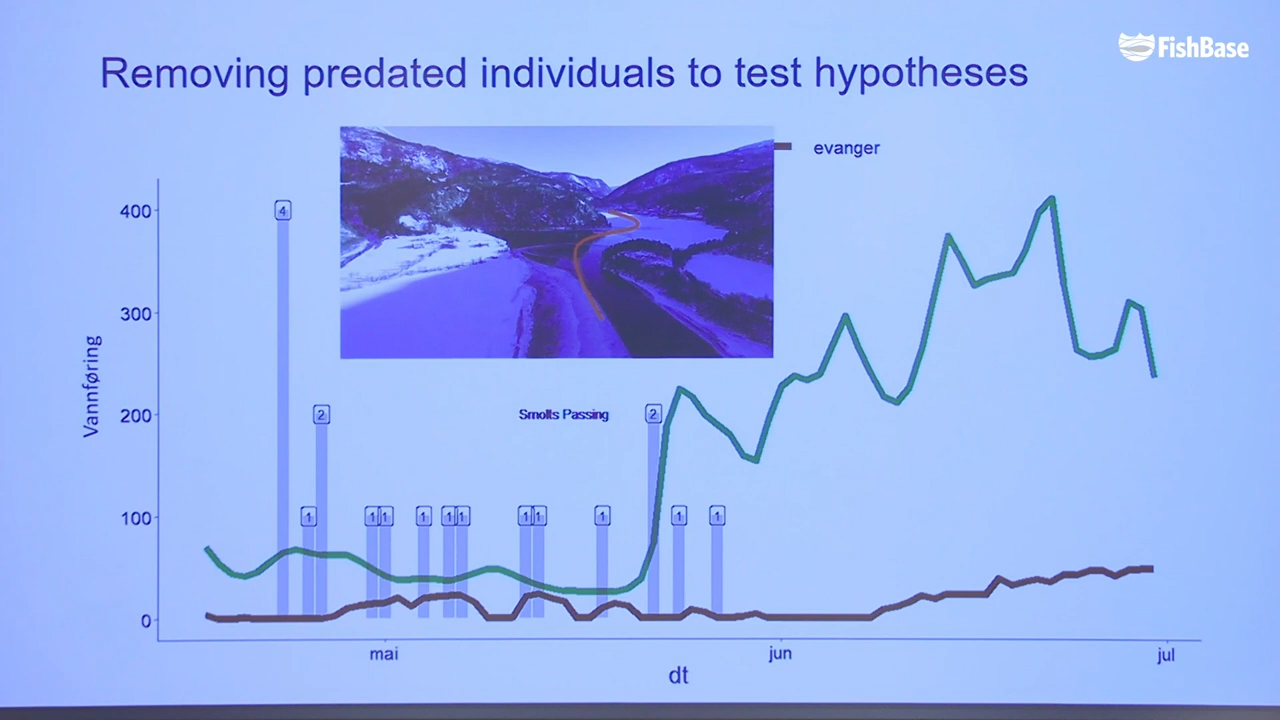 FishBase
Removing predated individuals to test hypotheses
evanger
400
4
300
Vannføring
200
2
Smolts Passing
2
100
1
1
1
1
1
1
1
1
1
1
1
0
mai
jun
jul
dt